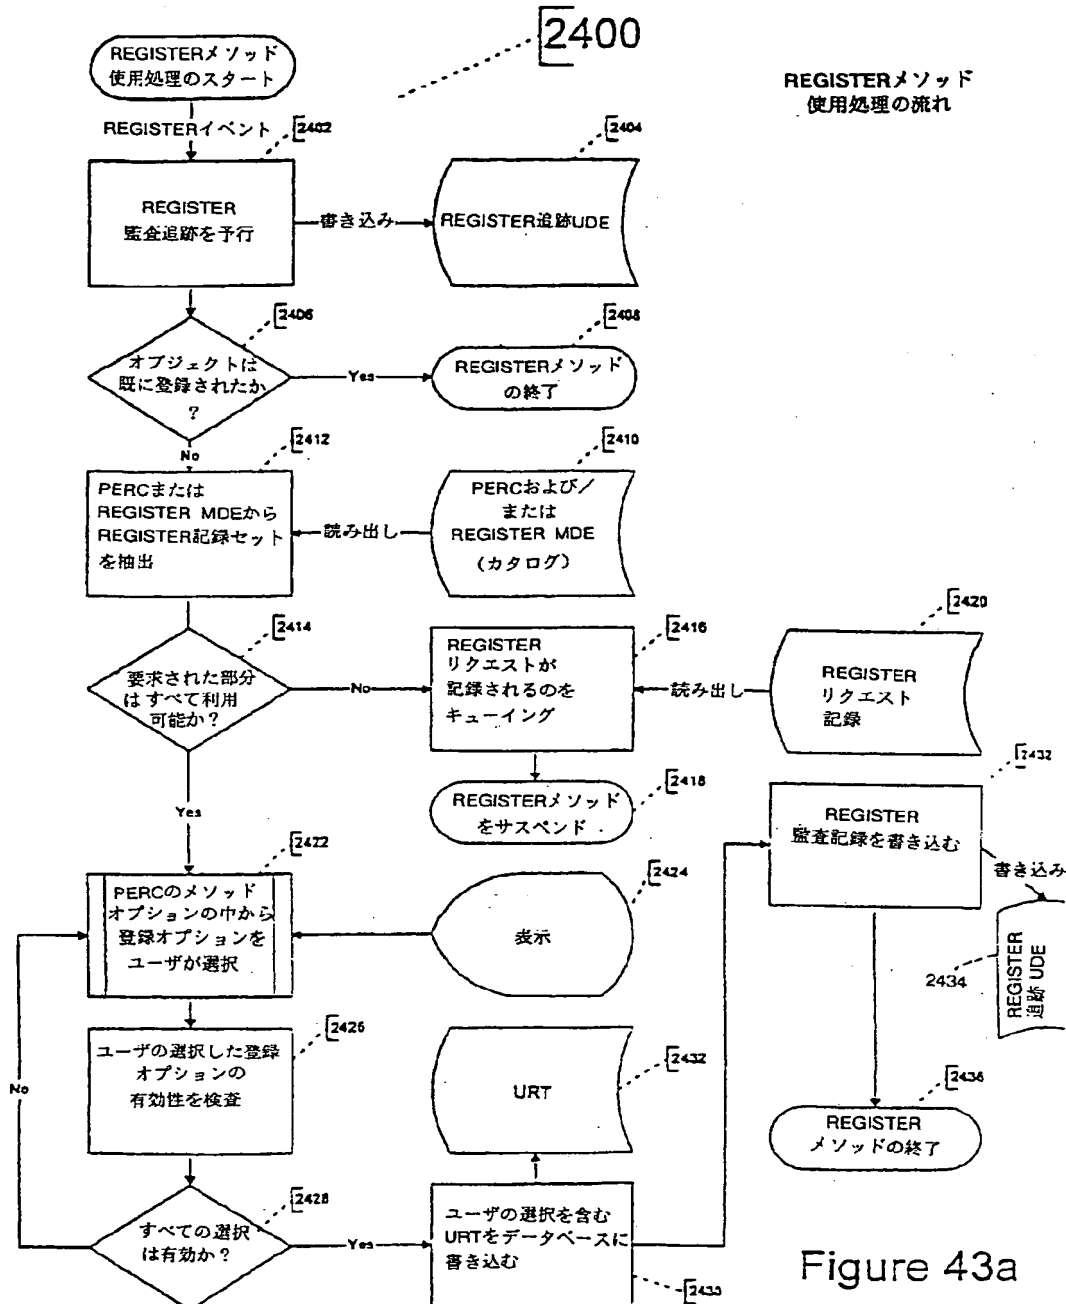 2400
REGISTERメソッド
使用処理のスタート
REGISTERメソッド
使用処理の流れ
REGISTERイベント
2402
2404
REGISTER
監査追跡を予行
書き込み
REGISTER追跡UDE
2406
2408
オブジェクトは
既に登録されたか
?
Yes
REGISTERメソッド
の終了
No
2412
2410
PERCまたは
REGISTER MDEから
REGISTER記録セット
を抽出
読み出し
PERCおよび/
または
REGISTER MDE
(カタログ)
2414
2416
2420
要求された部分
はすべて利用
可能か?
No
REGISTER
リクエストが
記録されるのを
キューイング
読み出し
REGISTER
リクエスト
記録
Yes
2418
REGISTERメソッド
をサスペンド
2432
REGISTER
監査記録を書き込む
書き込み
2434
REGISTER
追跡 UDE
2422
2424
PERCのメソッド
オプションの中から
登録オプションを
ユーザが選択
表示
2426
ユーザの選択した登録
オプションの
有効性を検査
No
2432
URT
2436
REGISTER
メソッドの終了
2428
すべての選択
は有効か?
Yes
ユーザの選択を含む
URTをデータベースに
書き込む
Figure 43a